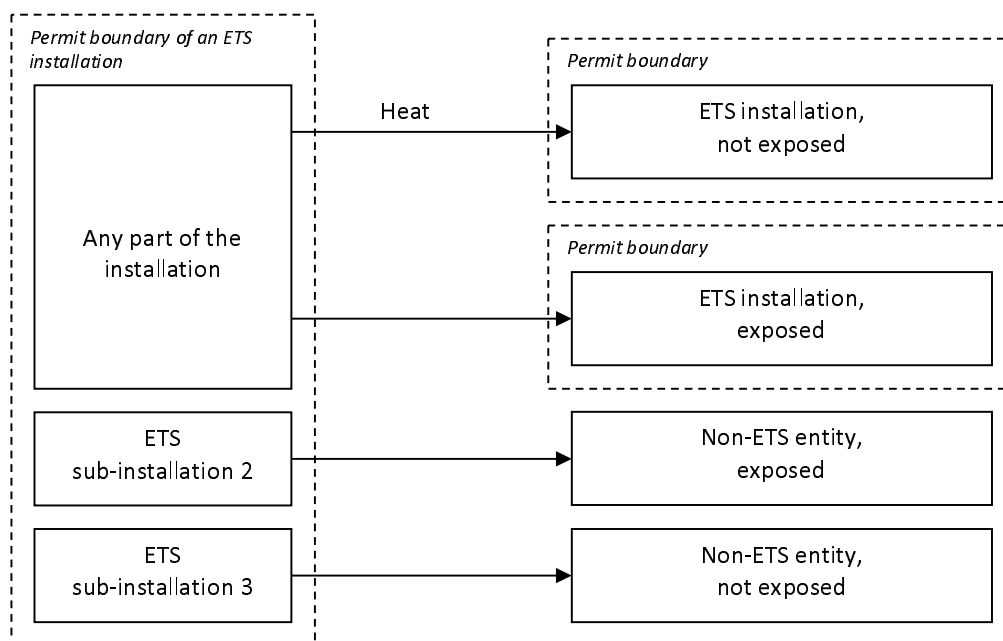 Permit boundary of an ETS
installation
Permit boundary
Heat
ETS installation,
not exposed
Any part of the
installation
Permit boundary
ETS installation,
exposed
ETS
sub-installation 2
Non-ETS entity,
exposed
ETS
sub-installation 3
Non-ETS entity,
not exposed